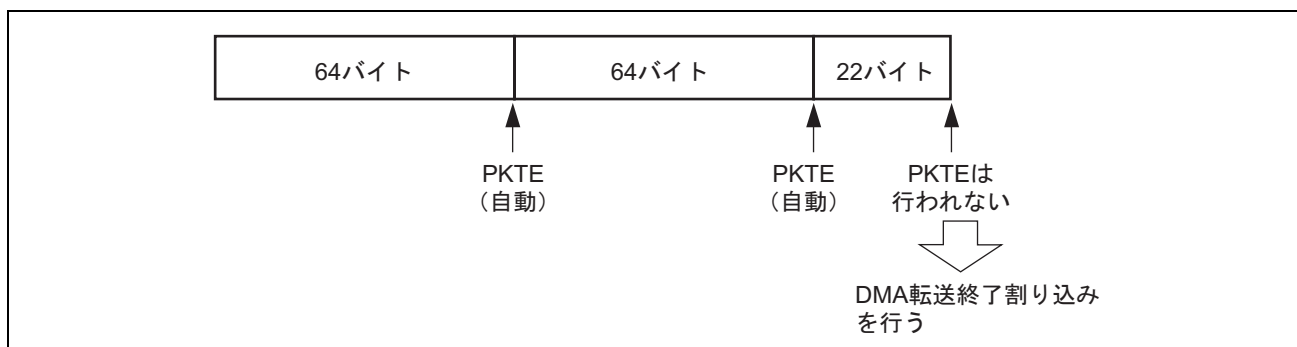 64バイト
64バイト
22バイト
PKTE
(自動)
PKTE
(自動)
PKTEは
行われない
DMA転送終了割り込み
を行う